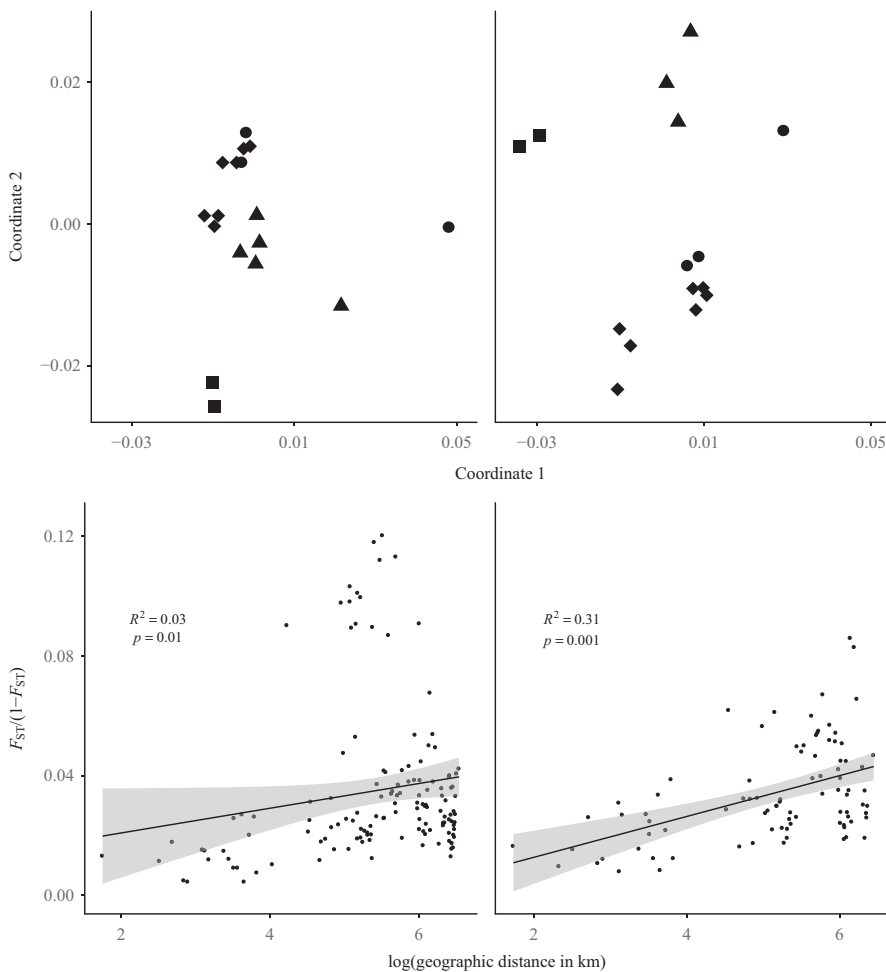 0.02
0.00
−0.02
Coordinate 2
−0.03 0.01 0.05 −0.03 0.01 0.05
Coordinate 1
0.12
0.08
0.04
0.00
F_ST/(1−F_ST)
R² = 0.03
p = 0.01
R² = 0.31
p = 0.001
2 4 6 2 4 6
log(geographic distance in km)